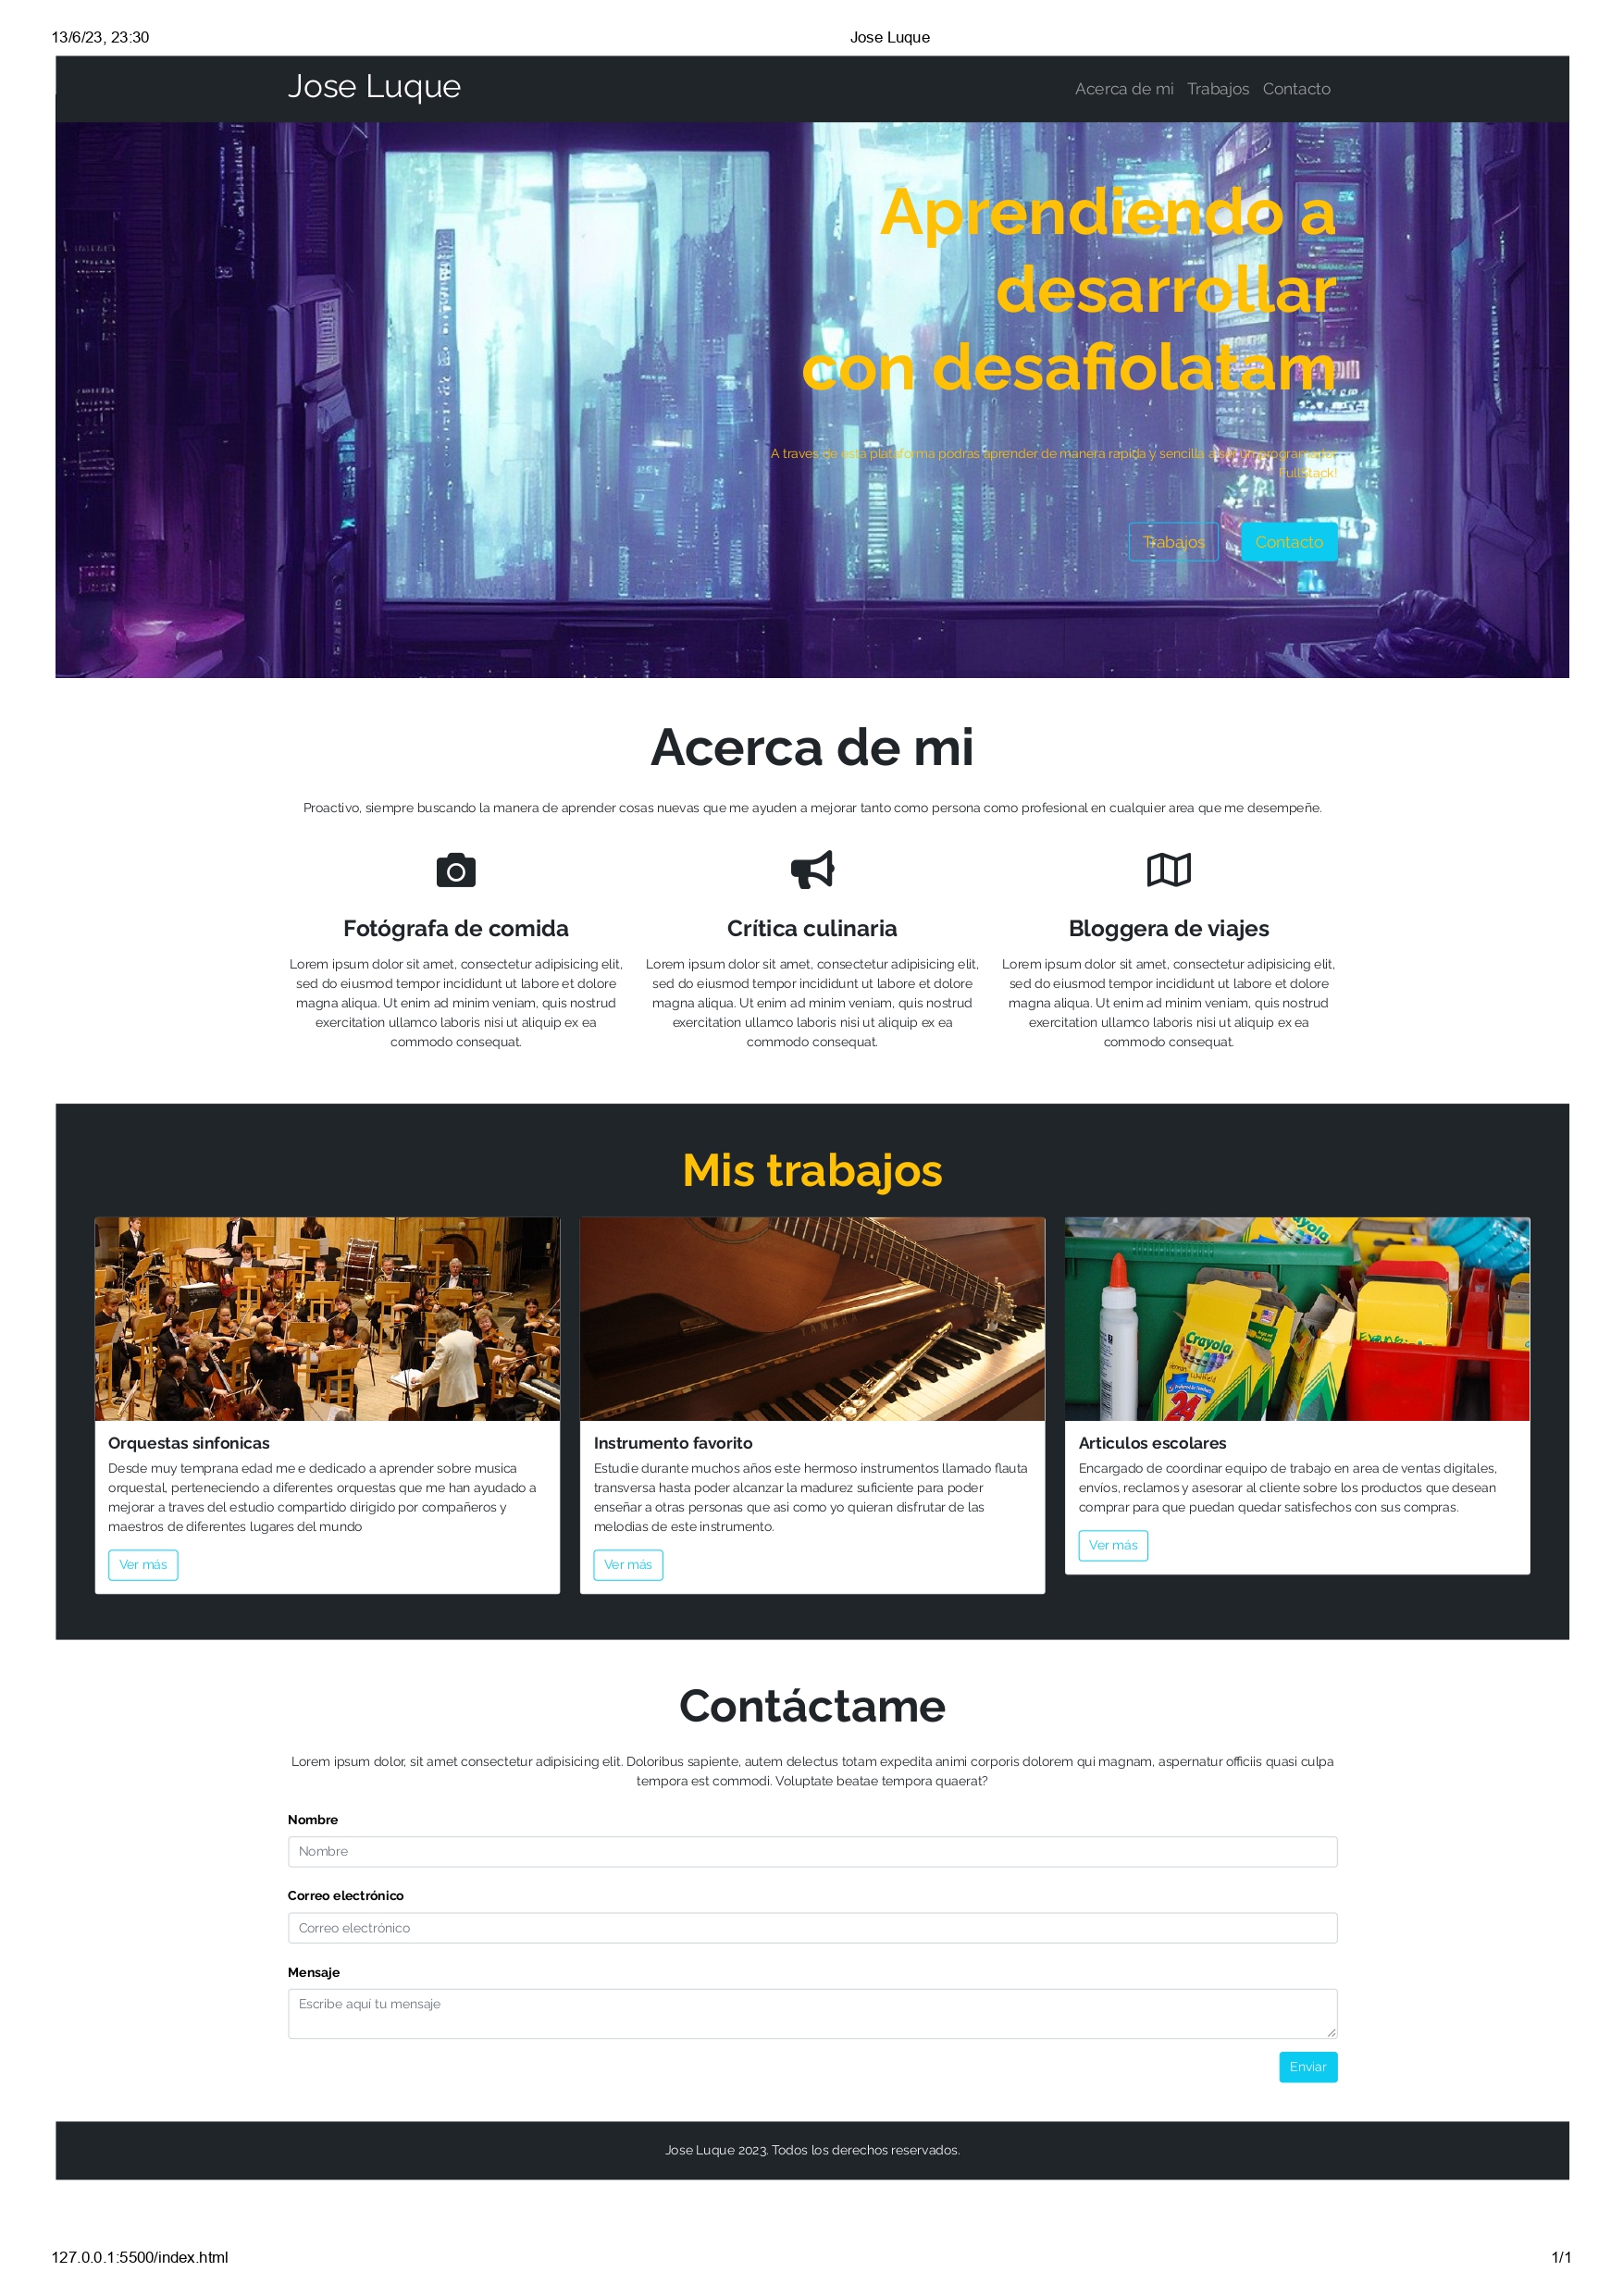 13/6/23, 23:30
Jose Luque
Jose Luque
Acerca de mi Trabajos Contacto
Aprendiendo a
desarrollar
con desafiolatam
A traves de esta plataforma podras aprender de manera rapida y sencilla a ser un programador
FullStack!
Trabajos Contacto
Acerca de mi
Proactivo, siempre buscando la manera de aprender cosas nuevas que me ayuden a mejorar tanto como persona como profesional en cualquier area que me desempeñe.
Fotógrafa de comida
Lorem ipsum dolor sit amet, consectetur adipisicing elit,
sed do eiusmod tempor incididunt ut labore et dolore
magna aliqua. Ut enim ad minim veniam, quis nostrud
exercitation ullamco laboris nisi ut aliquip ex ea
commodo consequat.
Crítica culinaria
Lorem ipsum dolor sit amet, consectetur adipisicing elit,
sed do eiusmod tempor incididunt ut labore et dolore
magna aliqua. Ut enim ad minim veniam, quis nostrud
exercitation ullamco laboris nisi ut aliquip ex ea
commodo consequat.
Bloggera de viajes
Lorem ipsum dolor sit amet, consectetur adipisicing elit,
sed do eiusmod tempor incididunt ut labore et dolore
magna aliqua. Ut enim ad minim veniam, quis nostrud
exercitation ullamco laboris nisi ut aliquip ex ea
commodo consequat.
Mis trabajos
YAMAHA
Crayola
24
Orquestas sinfonicas
Desde muy temprana edad me e dedicado a aprender sobre musica
orquestal, perteneciendo a diferentes orquestas que me han ayudado a
mejorar a traves del estudio compartido dirigido por compañeros y
maestros de diferentes lugares del mundo
Ver más
Instrumento favorito
Estudie durante muchos años este hermoso instrumentos llamado flauta
transversa hasta poder alcanzar la madurez suficiente para poder
enseñar a otras personas que asi como yo quieran disfrutar de las
melodias de este instrumento.
Ver más
Articulos escolares
Encargado de coordinar equipo de trabajo en area de ventas digitales,
envios, reclamos y asesorar al cliente sobre los productos que desean
comprar para que puedan quedar satisfechos con sus compras.
Ver más
Contáctame
Lorem ipsum dolor, sit amet consectetur adipisicing elit. Doloribus sapiente, autem delectus totam expedita animi corporis dolorem qui magnam, aspernatur officiis quasi culpa
tempora est commodi. Voluptate beatae tempora quaerat?
Nombre
Nombre
Correo electrónico
Correo electrónico
Mensaje
Escribe aquí tu mensaje
Enviar
Jose Luque 2023. Todos los derechos reservados.
127.0.0.1:5500/index.html
1/1